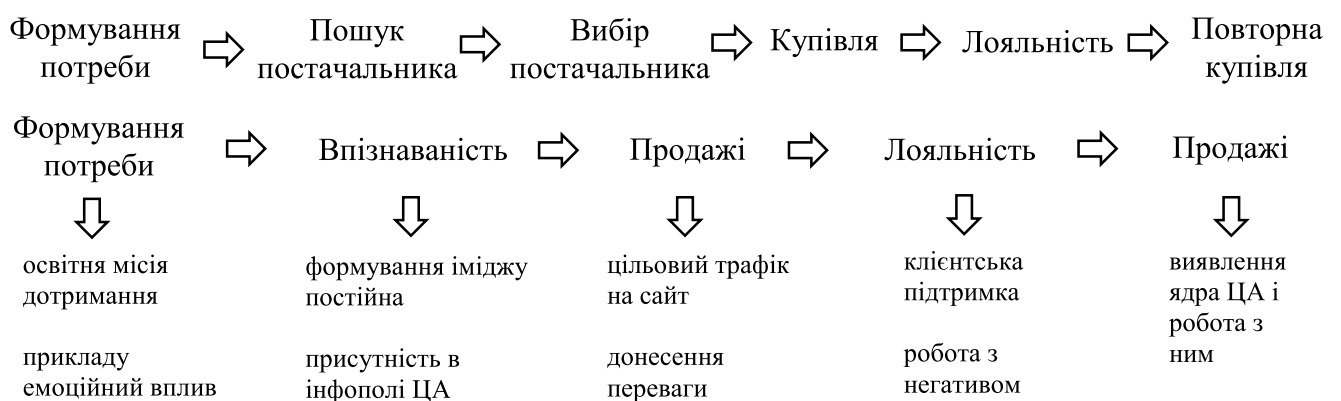 Формування
потреби
Пошук
постачальника
Вибір
постачальника
Купівля
Лояльність
Повторна
купівля
Формування
потреби
Впізнаваність
Продажі
Лояльність
Продажі
освітня місія
дотримання
прикладу
емоційний вплив
формування іміджу
постійна
присутність в
інфополі ЦА
цільовий трафік
на сайт
донесення
переваги
клієнтська
підтримка
робота з
негативом
виявлення
ядра ЦА і
робота з
ним